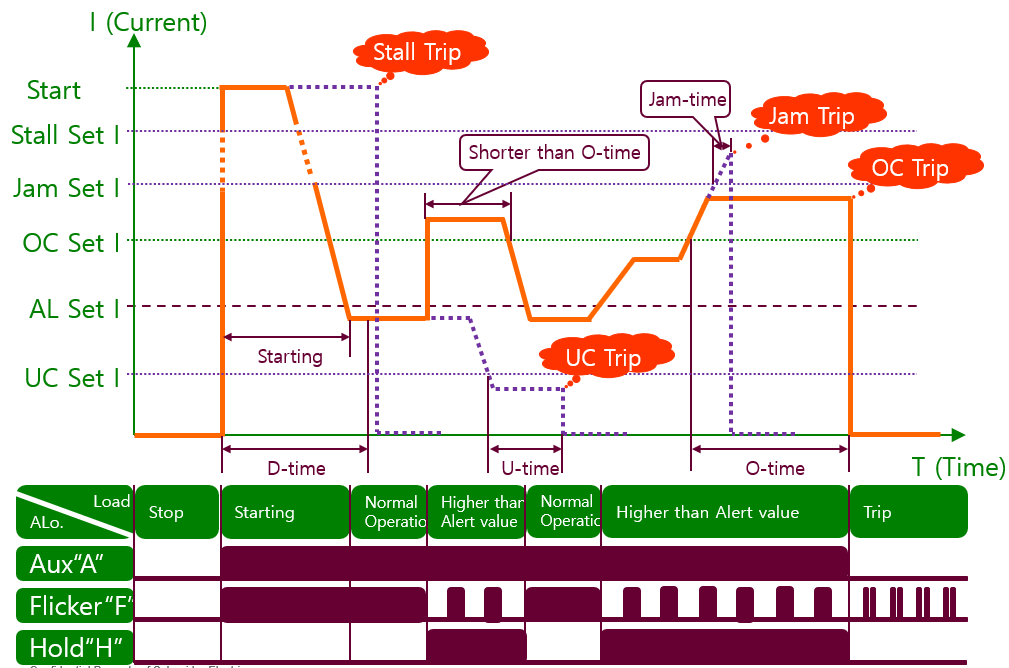 I (Current)
Stall Trip
Start
Jam-time
Jam Trip
Stall Set I
Shorter than O-time
OC Trip
Jam Set I
OC Set I
AL Set I
Starting
UC Trip
UC Set I
D-time
U-time
O-time
T (Time)
Load
ALo.
Stop
Starting
Normal
Operatio
Higher than
Alert value
Normal
Operatio
Higher than Alert value
Trip
Aux“A”
Flicker“F”
Hold“H”